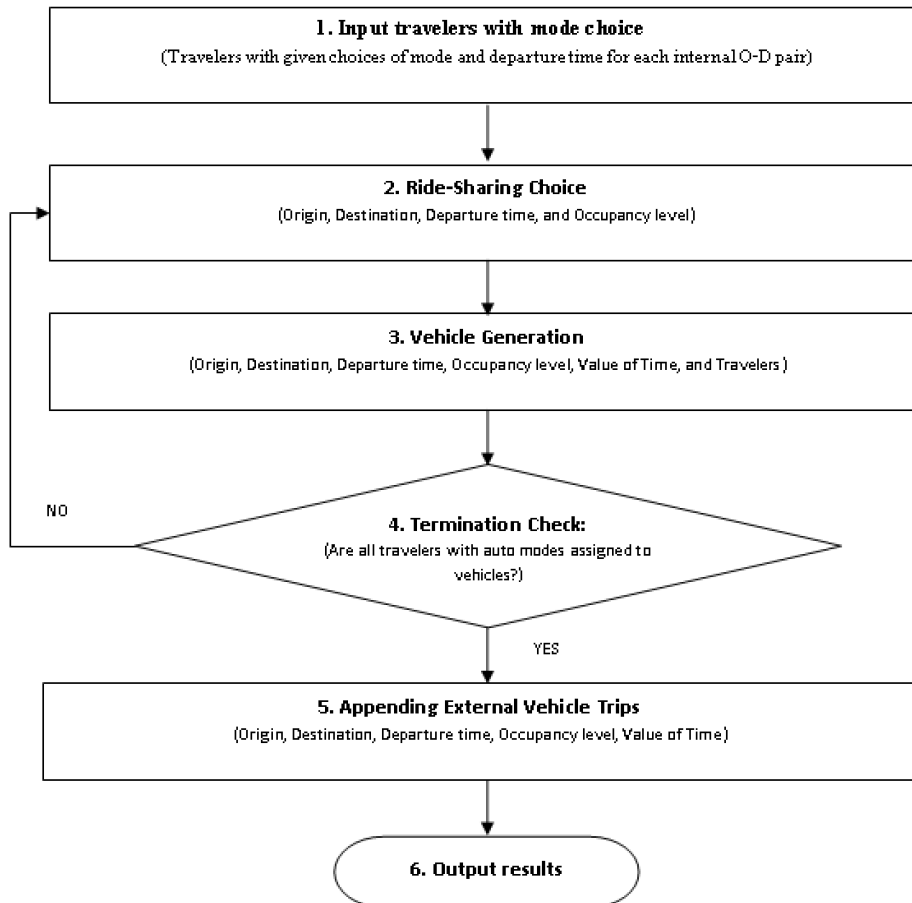 1. Input travelers with mode choice
(Travelers with given choices of mode and departure time for each internal O-D pair)
2. Ride-Sharing Choice
(Origin, Destination, Departure time, and Occupancy level)
3. Vehicle Generation
(Origin, Destination, Departure time, Occupancy level, Value of Time, and Travelers)
NO
4. Termination Check:
(Are all travelers with auto modes assigned to
vehicles?)
YES
5. Appending External Vehicle Trips
(Origin, Destination, Departure time, Occupancy level, Value of Time)
6. Output results